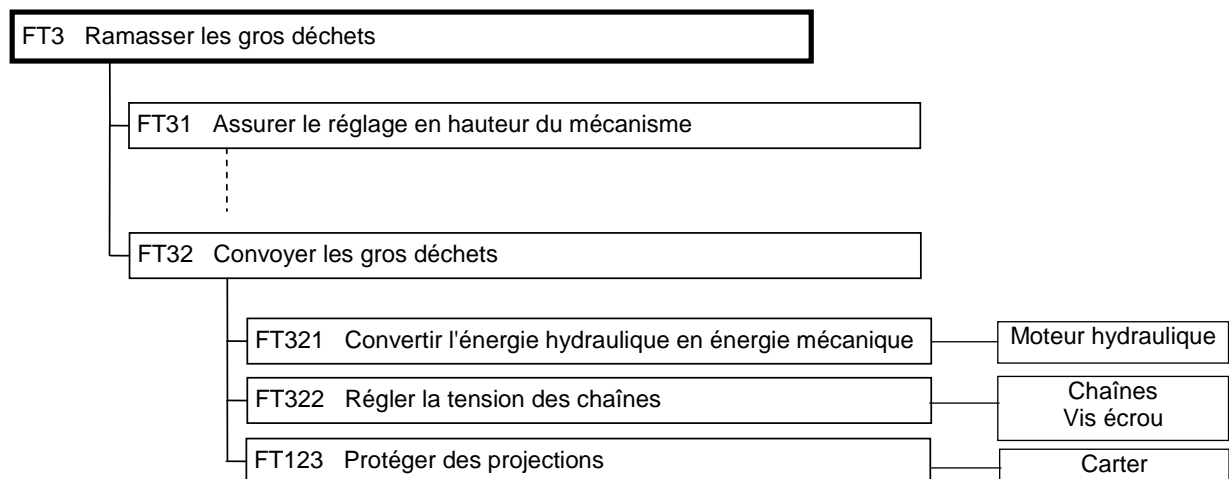 FT3 Ramasser les gros déchets
FT31 Assurer le réglage en hauteur du mécanisme
FT32 Convoyer les gros déchets
FT321 Convertir l'énergie hydraulique en énergie mécanique
Moteur hydraulique
FT322 Régler la tension des chaînes
Chaînes
Vis écrou
FT123 Protéger des projections
Carter